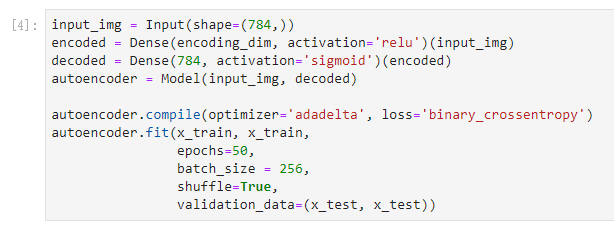 [4]: input_img = Input(shape=(784,))
encoded = Dense(encoding_dim, activation='relu')(input_img)
decoded = Dense(784, activation='sigmoid')(encoded)
autoencoder = Model(input_img, decoded)

autoencoder.compile(optimizer='adadelta', loss='binary_crossentropy')
autoencoder.fit(x_train, x_train,
                epochs=50,
                batch_size = 256,
                shuffle=True,
                validation_data=(x_test, x_test))